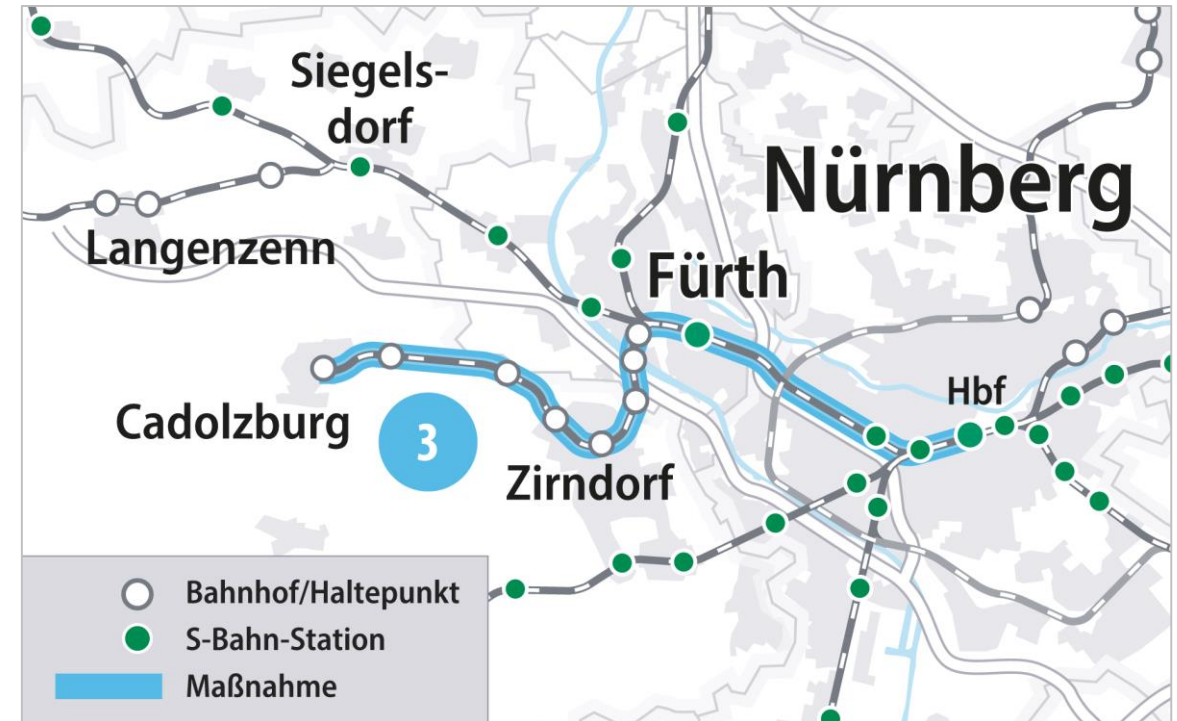 Siegels-
dorf
Nürnberg
Langenzenn
Fürth
Hbf
Cadolzburg
3
Zirndorf
Bahnhof/Haltepunkt
S-Bahn-Station
Maßnahme